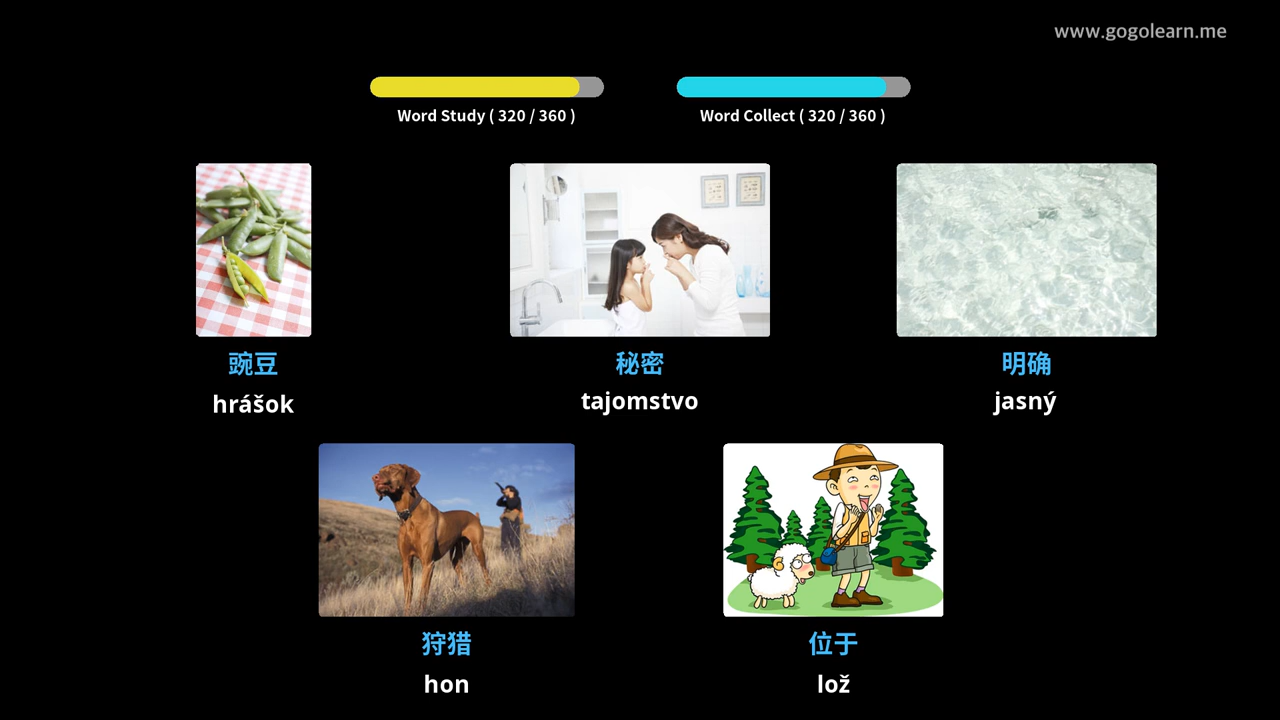 www.gogolearn.me
Word Study ( 320 / 360 )
Word Collect ( 320 / 360 )
豌豆
hrášok
秘密
tajomstvo
明确
jasný
狩猎
hon
位于
lož